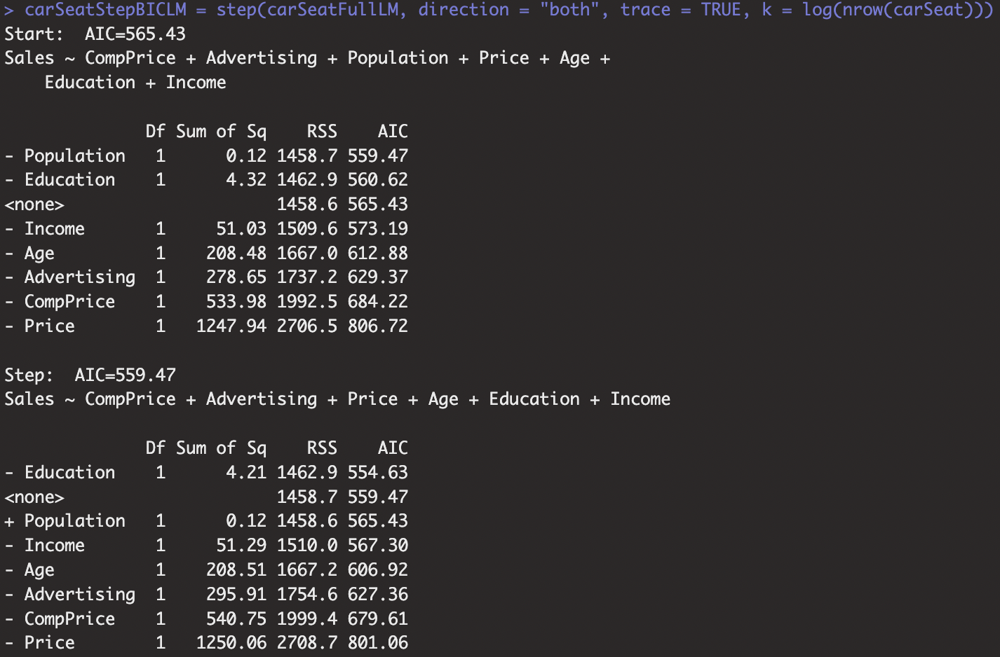 > carSeatStepBICLM = step(carSeatFullLM, direction = "both", trace = TRUE, k = log(nrow(carSeat)))
Start:  AIC=565.43
Sales ~ CompPrice + Advertising + Population + Price + Age +
    Education + Income

              Df Sum of Sq    RSS    AIC
- Population   1      0.12 1458.7 559.47
- Education    1      4.32 1462.9 560.62
<none>                     1458.6 565.43
- Income       1     51.03 1509.6 573.19
- Age          1    208.48 1667.0 612.88
- Advertising  1    278.65 1737.2 629.37
- CompPrice    1    533.98 1992.5 684.22
- Price        1   1247.94 2706.5 806.72

Step:  AIC=559.47
Sales ~ CompPrice + Advertising + Price + Age + Education + Income

              Df Sum of Sq    RSS    AIC
- Education    1      4.21 1462.9 554.63
<none>                     1458.7 559.47
+ Population   1      0.12 1458.6 565.43
- Income       1     51.29 1510.0 567.30
- Age          1    208.51 1667.2 606.92
- Advertising  1    295.91 1754.6 627.36
- CompPrice    1    540.75 1999.4 679.61
- Price        1   1250.06 2708.7 801.06